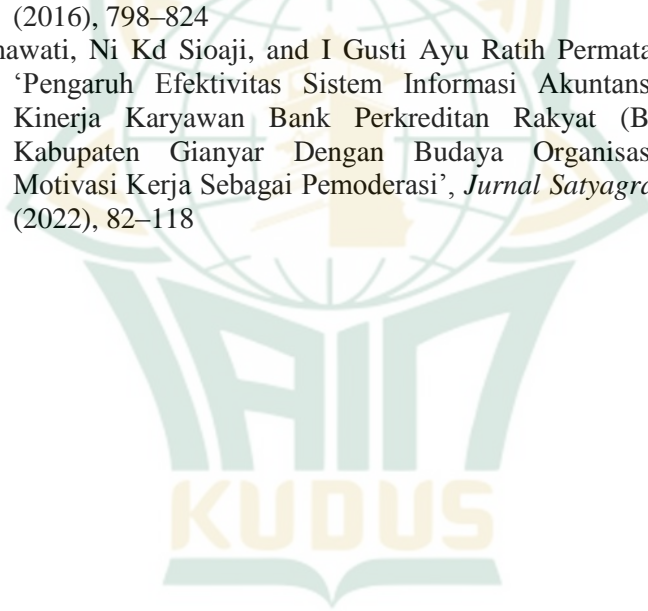 (2016), 798–824
nawati, Ni Kd Sioaji, and I Gusti Ayu Ratih Permata
‘Pengaruh Efektivitas Sistem Informasi Akuntans
Kinerja Karyawan Bank Perkreditan Rakyat (B
Kabupaten Gianyar Dengan Budaya Organisas
Motivasi Kerja Sebagai Pemoderasi’, Jurnal Satyagra
(2022), 82–118
IAIN
KUDUS